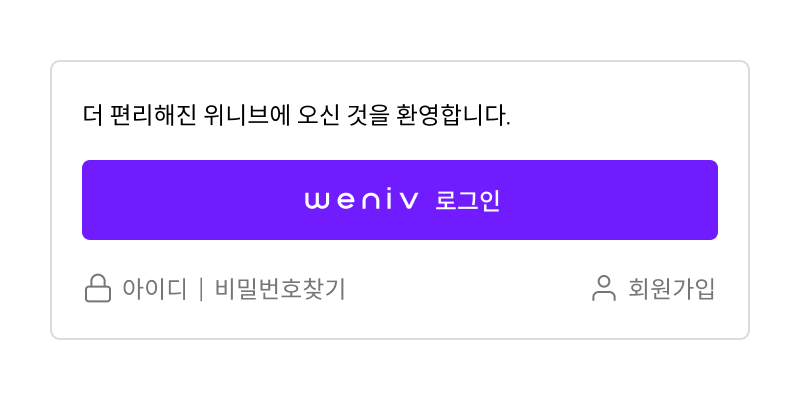 더 편리해진 위니브에 오신 것을 환영합니다.
weniv 로그인
아이디 | 비밀번호찾기 회원가입